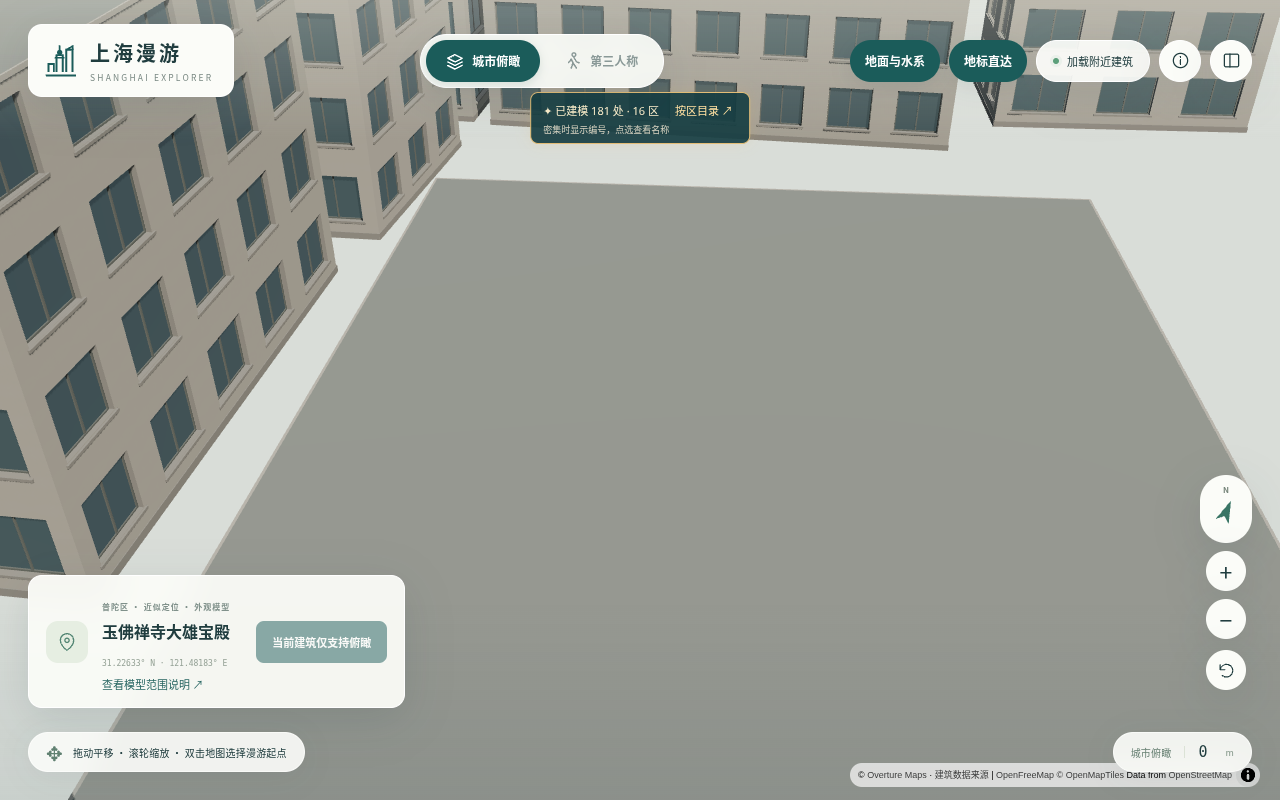 上海漫游
SHANGHAI EXPLORER
城市俯瞰
第三人称
地面与水系
地标直达
加载附近建筑
✦ 已建模 181 处 · 16 区 按区目录 ↗
密集时显示编号，点选查看名称
N
+
−
普陀区 · 近似定位 · 外观模型
玉佛禅寺大雄宝殿
31.22633° N · 121.48183° E
查看模型范围说明 ↗
当前建筑仅支持俯瞰
拖动平移 · 滚轮缩放 · 双击地图选择漫游起点
城市俯瞰 0 m
© Overture Maps · 建筑数据来源 | OpenFreeMap © OpenMapTiles Data from OpenStreetMap